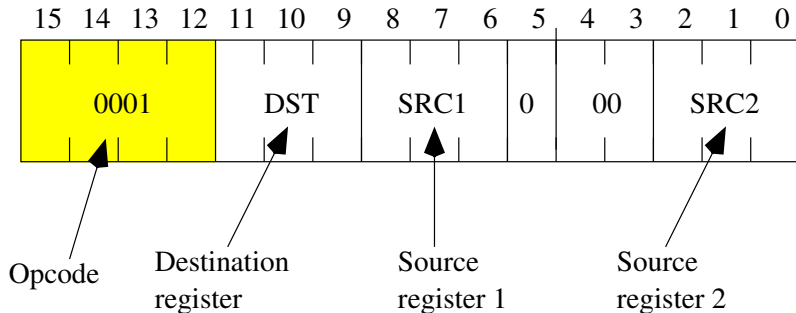 15 14 13 12 11 10 9 8 7 6 5 4 3 2 1 0
0001 DST SRC1 0 00 SRC2
Opcode Destination Source Source
register register 1 register 2